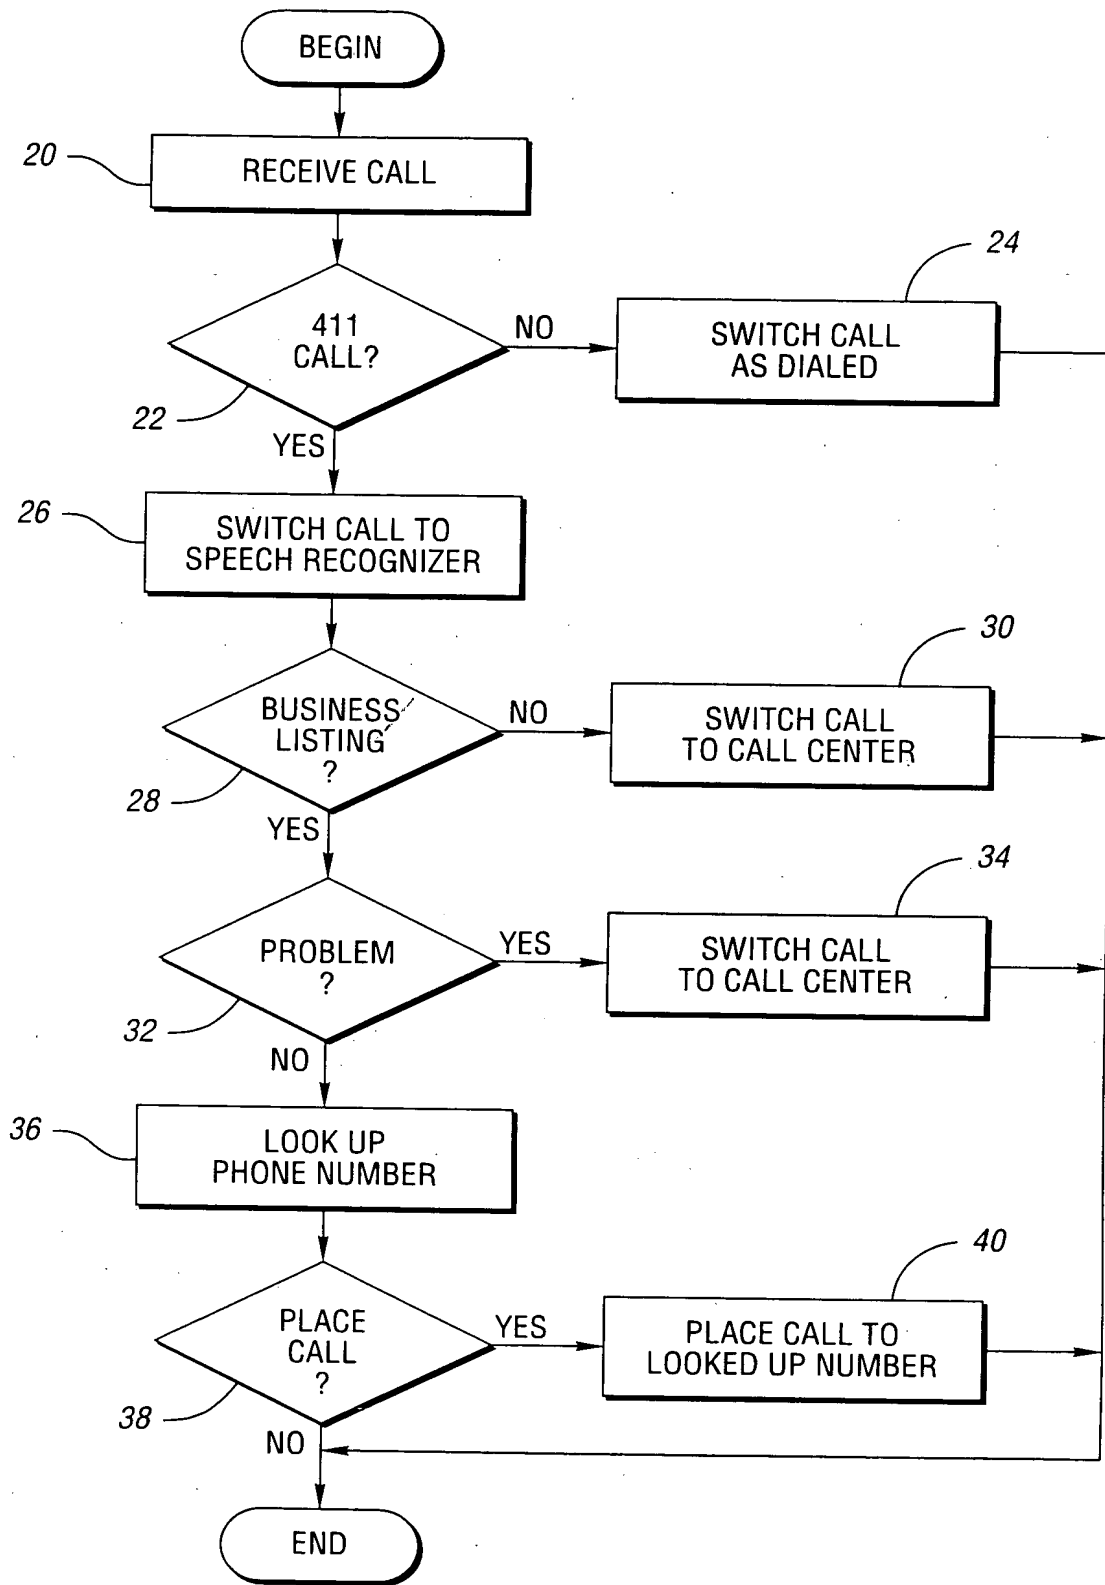 BEGIN
20
RECEIVE CALL
24
411
CALL?
NO
SWITCH CALL
AS DIALED
22
YES
26
SWITCH CALL TO
SPEECH RECOGNIZER
30
BUSINESS
LISTING
?
NO
SWITCH CALL
TO CALL CENTER
28
YES
34
PROBLEM
?
YES
SWITCH CALL
TO CALL CENTER
32
NO
36
LOOK UP
PHONE NUMBER
40
PLACE
CALL
?
YES
PLACE CALL TO
LOOKED UP NUMBER
38
NO
END